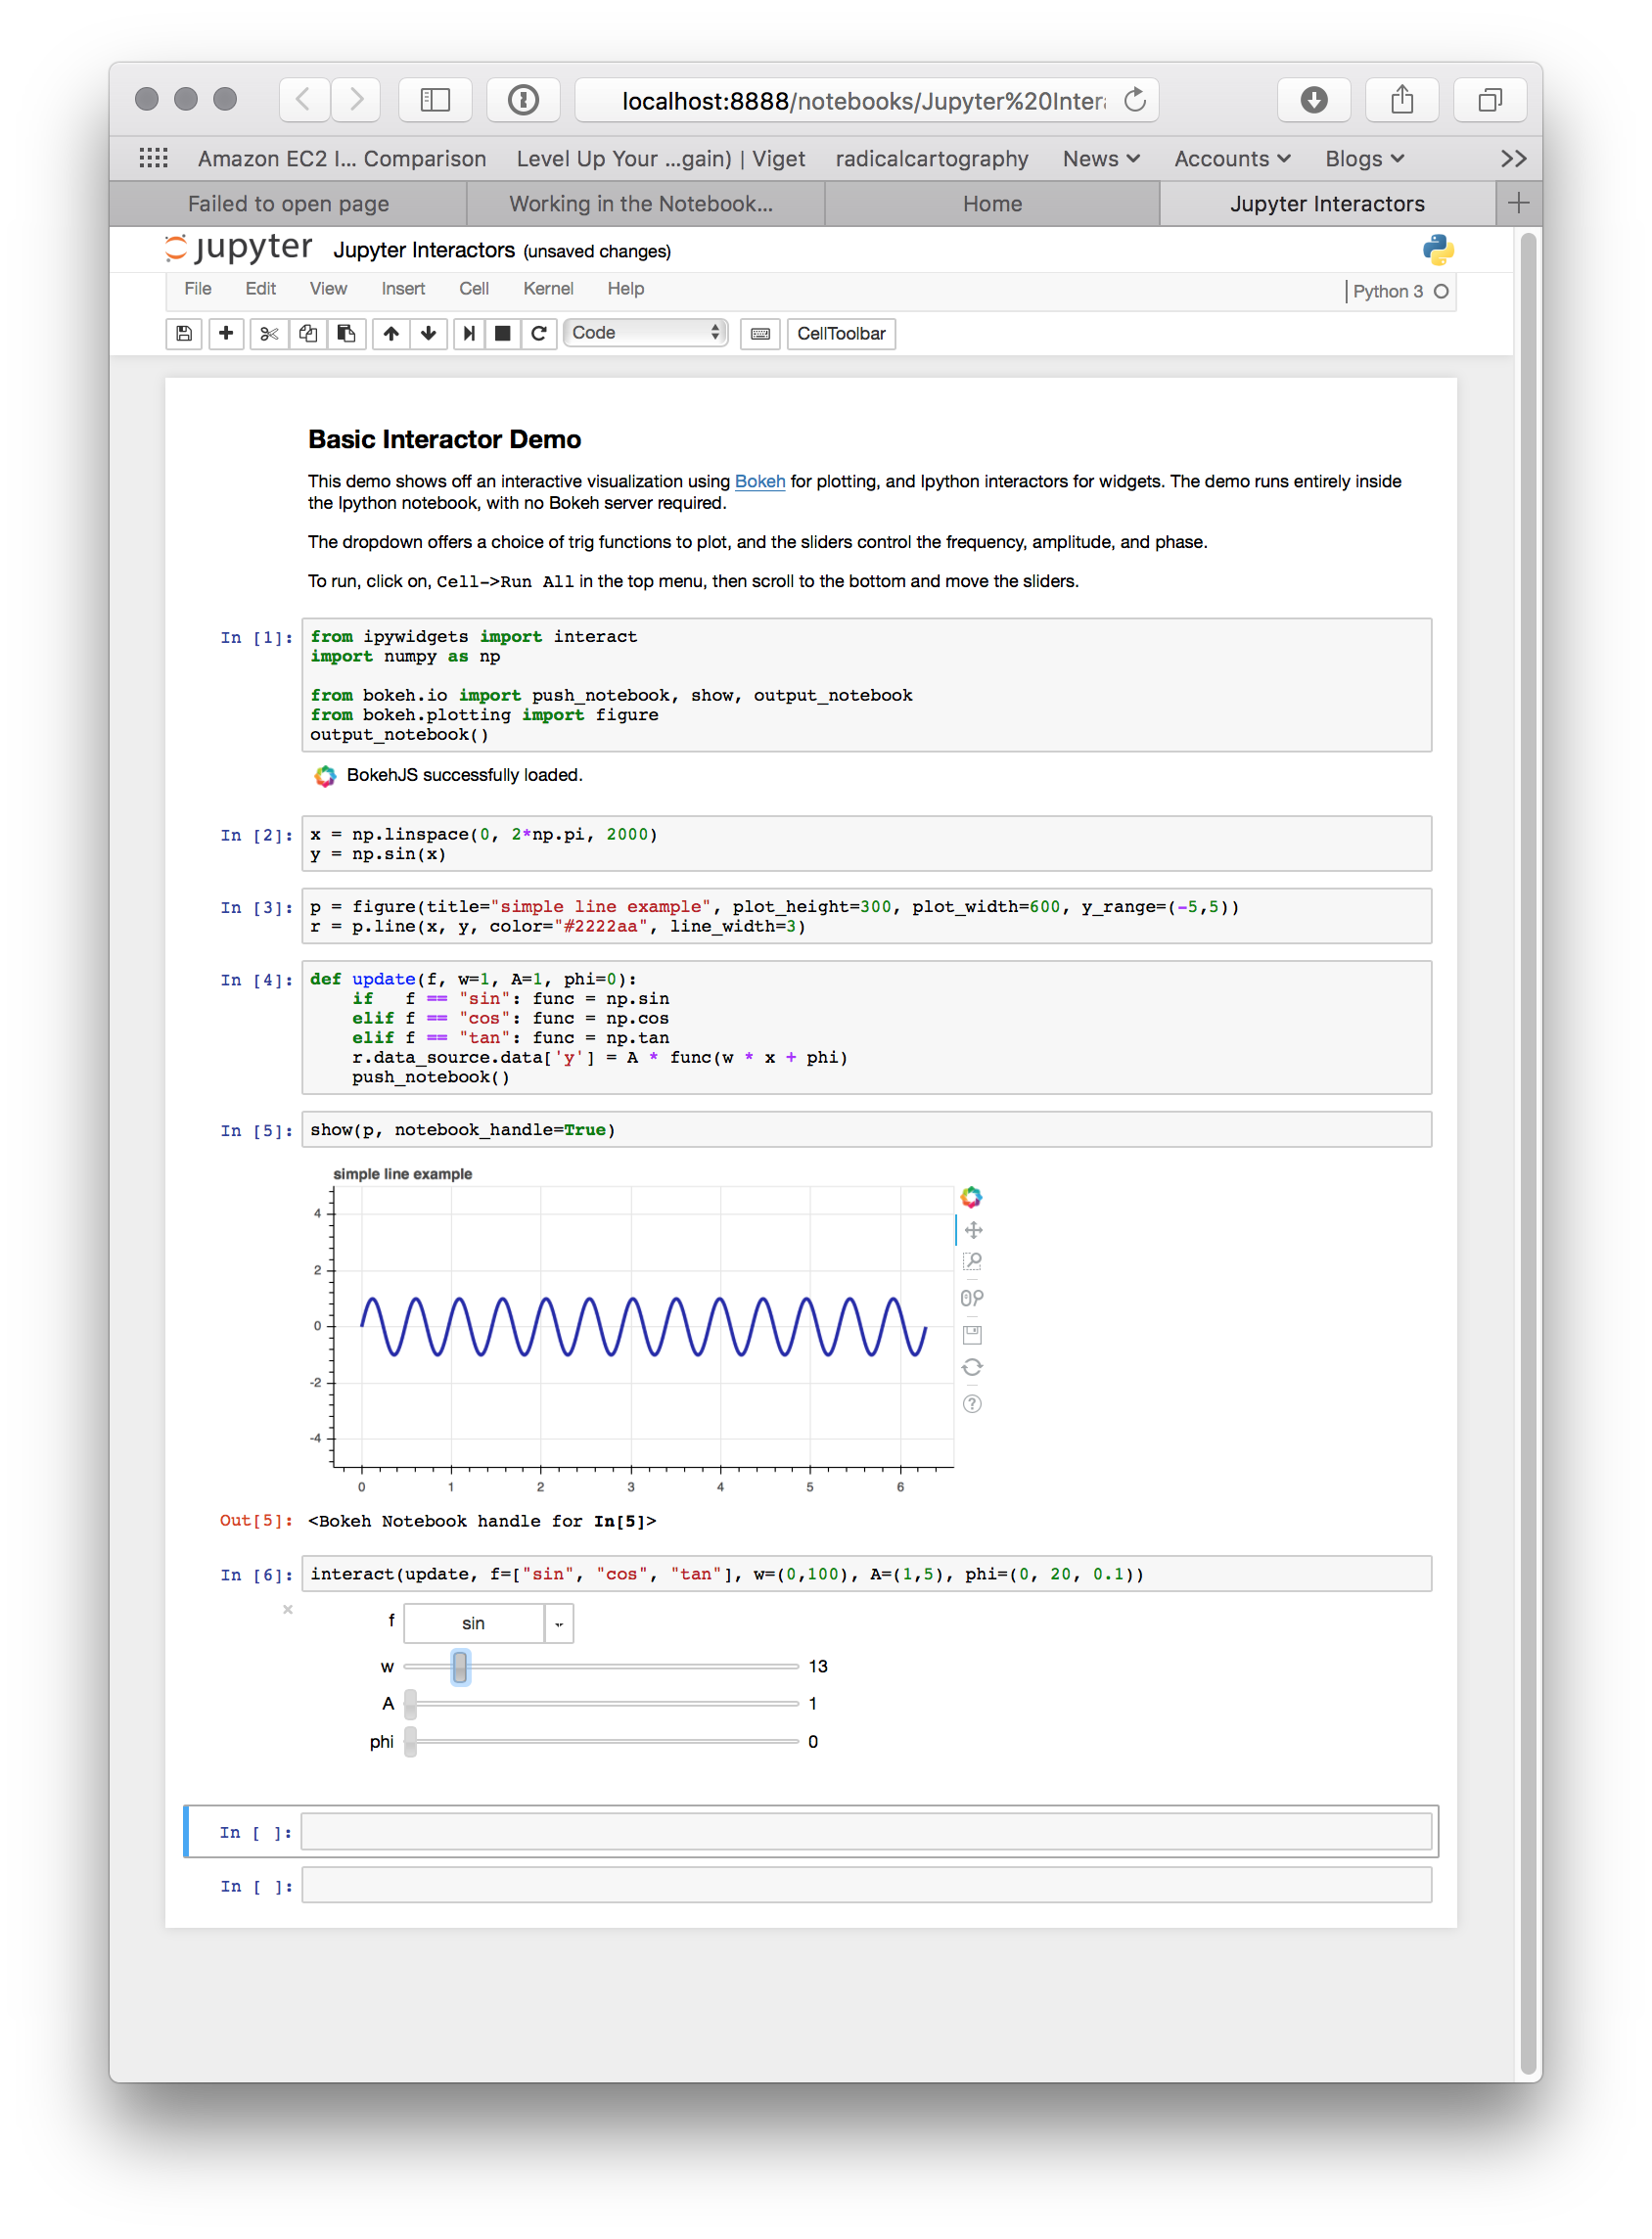 localhost:8888/notebooks/Jupyter%20Inter
Amazon EC2 I... Comparison Level Up Your ...gain) | Viget radicalcartography News Accounts Blogs >>
Failed to open page Working in the Notebook... Home Jupyter Interactors +
jupyter Jupyter Interactors (unsaved changes)
File Edit View Insert Cell Kernel Help | Python 3
Code CellToolbar
Basic Interactor Demo
This demo shows off an interactive visualization using Bokeh for plotting, and Ipython interactors for widgets. The demo runs entirely inside
the Ipython notebook, with no Bokeh server required.
The dropdown offers a choice of trig functions to plot, and the sliders control the frequency, amplitude, and phase.
To run, click on, Cell->Run All in the top menu, then scroll to the bottom and move the sliders.
In [1]: from ipywidgets import interact
import numpy as np
from bokeh.io import push_notebook, show, output_notebook
from bokeh.plotting import figure
output_notebook()
BokehJS successfully loaded.
In [2]: x = np.linspace(0, 2*np.pi, 2000)
y = np.sin(x)
In [3]: p = figure(title="simple line example", plot_height=300, plot_width=600, y_range=(-5,5))
r = p.line(x, y, color="#2222aa", line_width=3)
In [4]: def update(f, w=1, A=1, phi=0):
    if   f == "sin": func = np.sin
    elif f == "cos": func = np.cos
    elif f == "tan": func = np.tan
    r.data_source.data['y'] = A * func(w * x + phi)
    push_notebook()
In [5]: show(p, notebook_handle=True)
simple line example
4
2
0
-2
-4
0 1 2 3 4 5 6
Out[5]: <Bokeh Notebook handle for In[5]>
In [6]: interact(update, f=["sin", "cos", "tan"], w=(0,100), A=(1,5), phi=(0, 20, 0.1))
f sin
w 13
A 1
phi 0
In [ ]:
In [ ]: